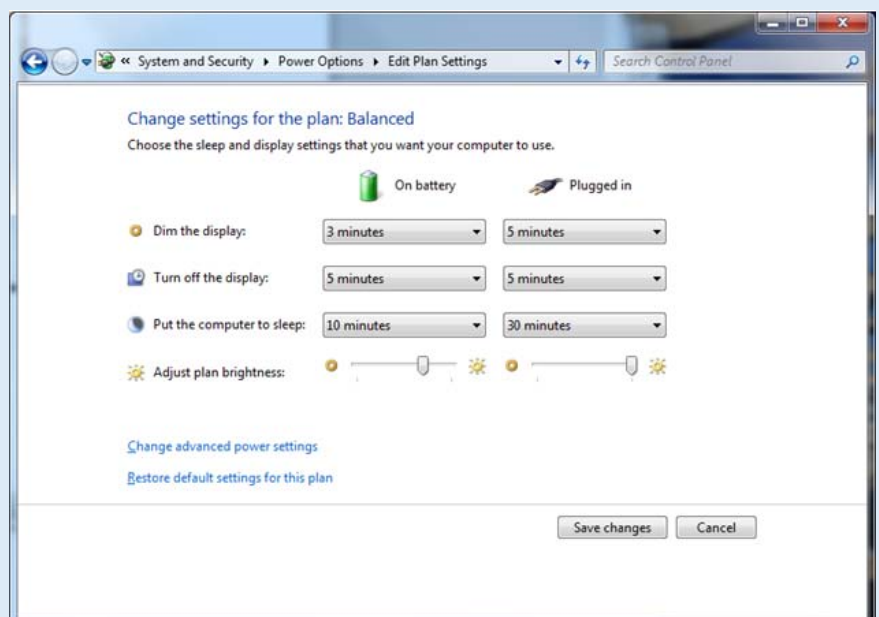 « System and Security ▸ Power Options ▸ Edit Plan Settings
Search Control Panel
Change settings for the plan: Balanced
Choose the sleep and display settings that you want your computer to use.
On battery Plugged in
Dim the display: 3 minutes 5 minutes
Turn off the display: 5 minutes 5 minutes
Put the computer to sleep: 10 minutes 30 minutes
Adjust plan brightness:
Change advanced power settings
Restore default settings for this plan
Save changes Cancel